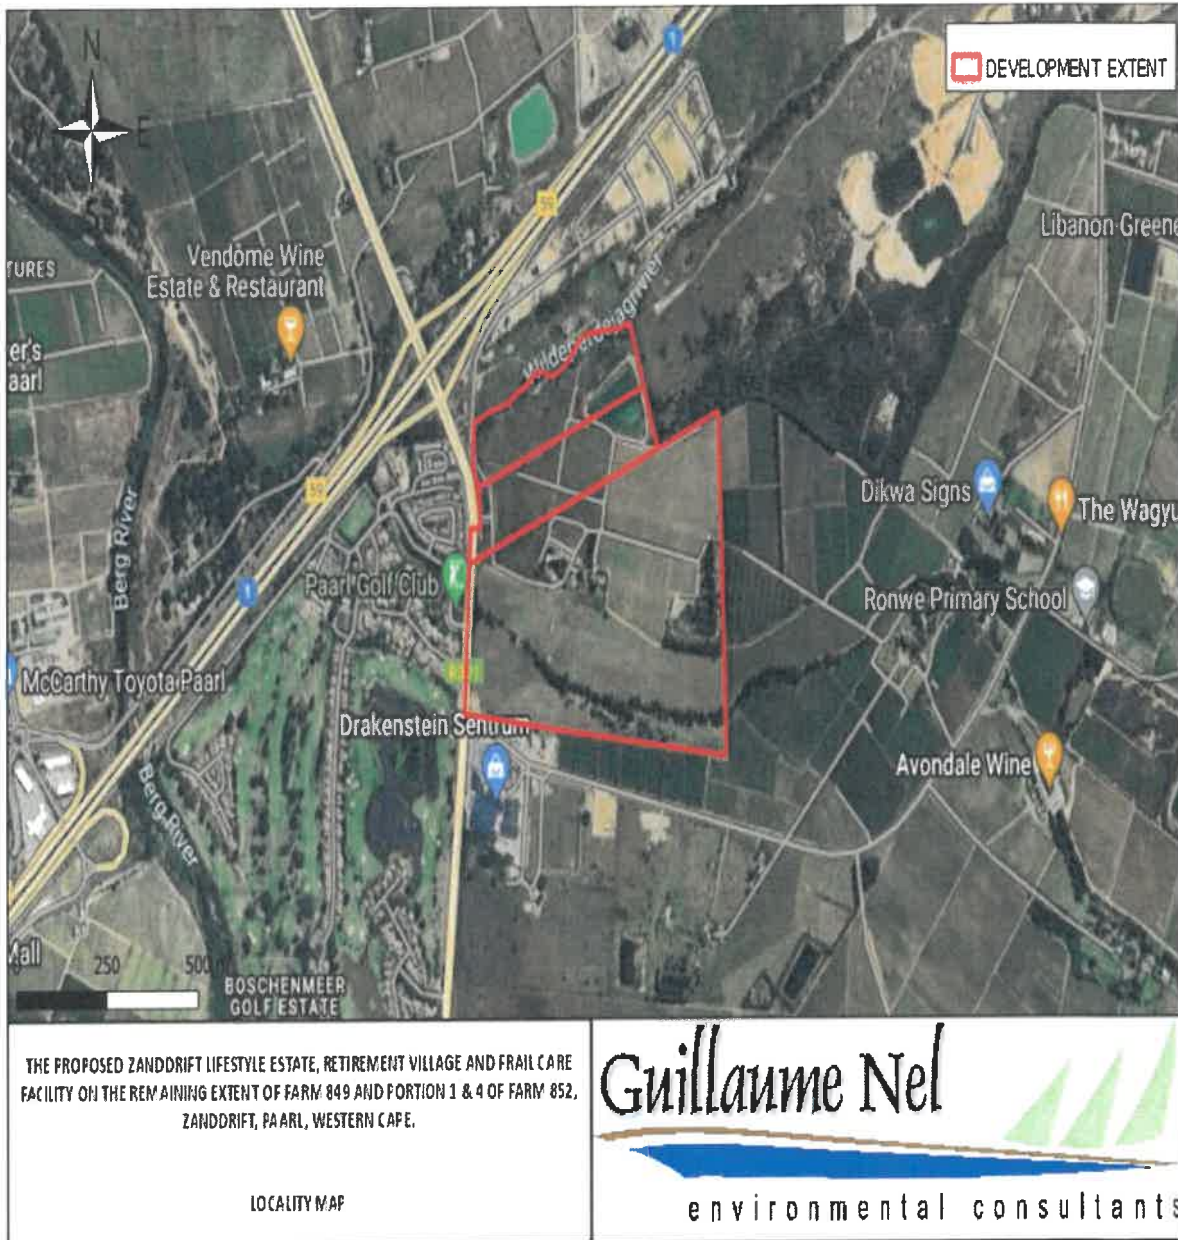 N
E
DEVELOPMENT EXTENT
1
59
Vendome Wine
Estate & Restaurant
TURES
Libanon Greene
er's
aarl
59
Dikwa Signs
The Wagyu
Berg River
1
Paarl Golf Club
Ronwe Primary School
McCarthy Toyota Paarl
Drakenstein Sentrum
Avondale Wine
Berg River
250
500
BOSCHENMEER
GOLF ESTATE
THE PROPOSED ZANDDRIFT LIFESTYLE ESTATE, RETIREMENT VILLAGE AND FRAIL CARE
FACILITY ON THE REMAINING EXTENT OF FARM 849 AND PORTION 1 & 4 OF FARM 852,
ZANDDRIFT, PAARL, WESTERN CAPE.
LOCALITY MAP
Guillaume Nel
environmental consultants